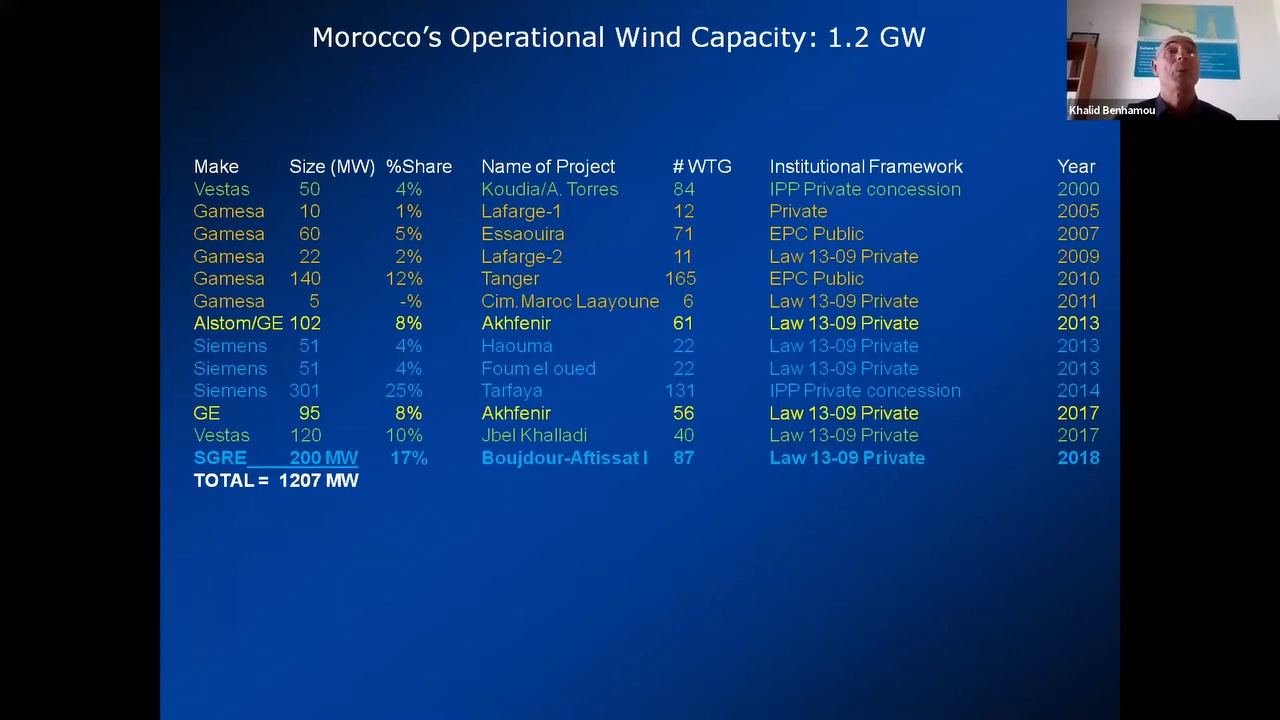 Morocco’s Operational Wind Capacity: 1.2 GW
Khalid Benhamou
Make Size (MW) %Share Name of Project # WTG Institutional Framework Year
Vestas 50 4% Koudia/A. Torres 84 IPP Private concession 2000
Gamesa 10 1% Lafarge-1 12 Private 2005
Gamesa 60 5% Essaouira 71 EPC Public 2007
Gamesa 22 2% Lafarge-2 11 Law 13-09 Private 2009
Gamesa 140 12% Tanger 165 EPC Public 2010
Gamesa 5 -% Cim.Maroc Laayoune 6 Law 13-09 Private 2011
Alstom/GE 102 8% Akhfenir 61 Law 13-09 Private 2013
Siemens 51 4% Haouma 22 Law 13-09 Private 2013
Siemens 51 4% Foum el oued 22 Law 13-09 Private 2013
Siemens 301 25% Tarfaya 131 IPP Private concession 2014
GE 95 8% Akhfenir 56 Law 13-09 Private 2017
Vestas 120 10% Jbel Khalladi 40 Law 13-09 Private 2017
SGRE 200 MW 17% Boujdour-Aftissat I 87 Law 13-09 Private 2018
TOTAL = 1207 MW